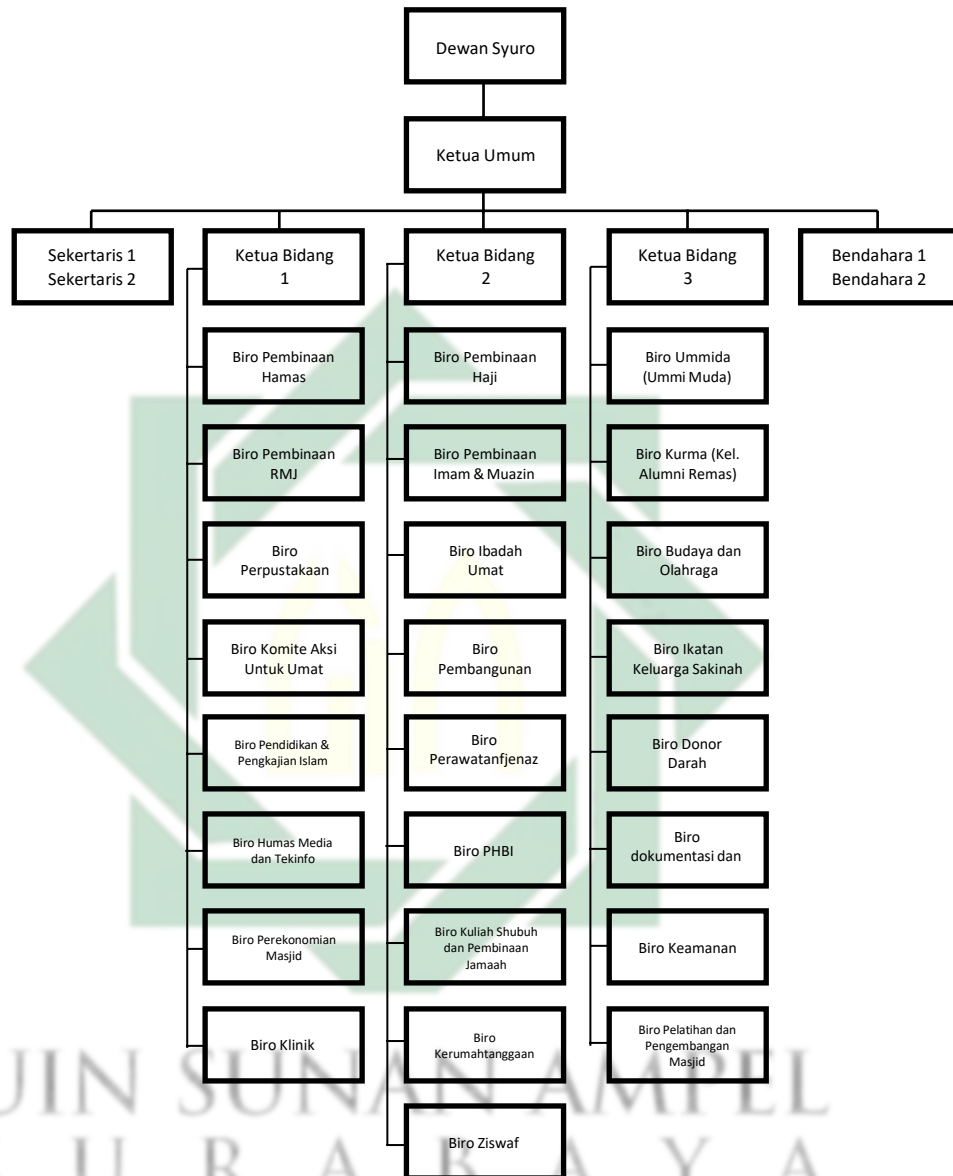 Dewan Syuro
Ketua Umum
Sekertaris 1
Sekertaris 2
Ketua Bidang
1
Ketua Bidang
2
Ketua Bidang
3
Bendahara 1
Bendahara 2
Biro Pembinaan
Hamas
Biro Pembinaan
RMJ
Biro
Perpustakaan
Biro Komite Aksi
Untuk Umat
Biro Pendidikan &
Pengkajian Islam
Biro Humas Media
dan Tekinfo
Biro Perekonomian
Masjid
Biro Klinik
Biro Pembinaan
Haji
Biro Pembinaan
Imam & Muazin
Biro Ibadah
Umat
Biro
Pembangunan
Biro
Perawatanfjenaz
Biro PHBI
Biro Kuliah Shubuh
dan Pembinaan
Jamaah
Biro
Kerumahtanggaan
Biro Ziswaf
Biro Ummida
(Ummi Muda)
Biro Kurma (Kel.
Alumni Remas)
Biro Budaya dan
Olahraga
Biro Ikatan
Keluarga Sakinah
Biro Donor
Darah
Biro
dokumentasi dan
Biro Keamanan
Biro Pelatihan dan
Pengembangan
Masjid
UIN SUNAN AMPEL
S U R A B A Y A